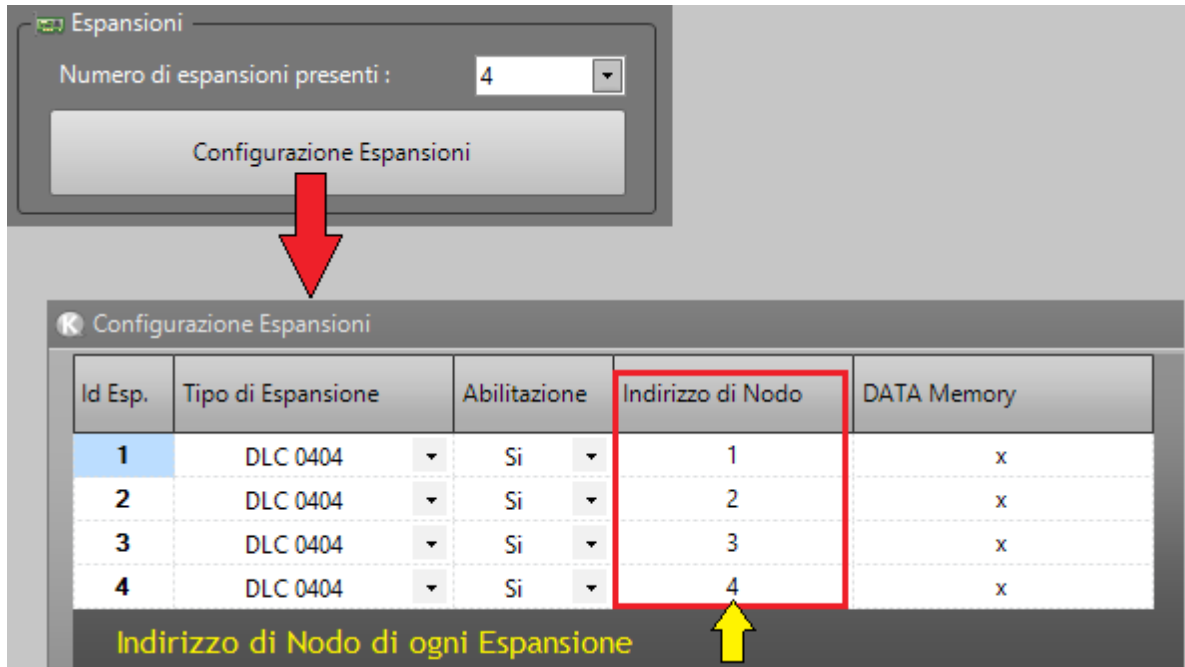 Espansioni
Numero di espansioni presenti : 4
Configurazione Espansioni
Configurazione Espansioni
Id Esp. Tipo di Espansione Abilitazione Indirizzo di Nodo DATA Memory
1 DLC 0404 Si 1 x
2 DLC 0404 Si 2 x
3 DLC 0404 Si 3 x
4 DLC 0404 Si 4 x
Indirizzo di Nodo di ogni Espansione